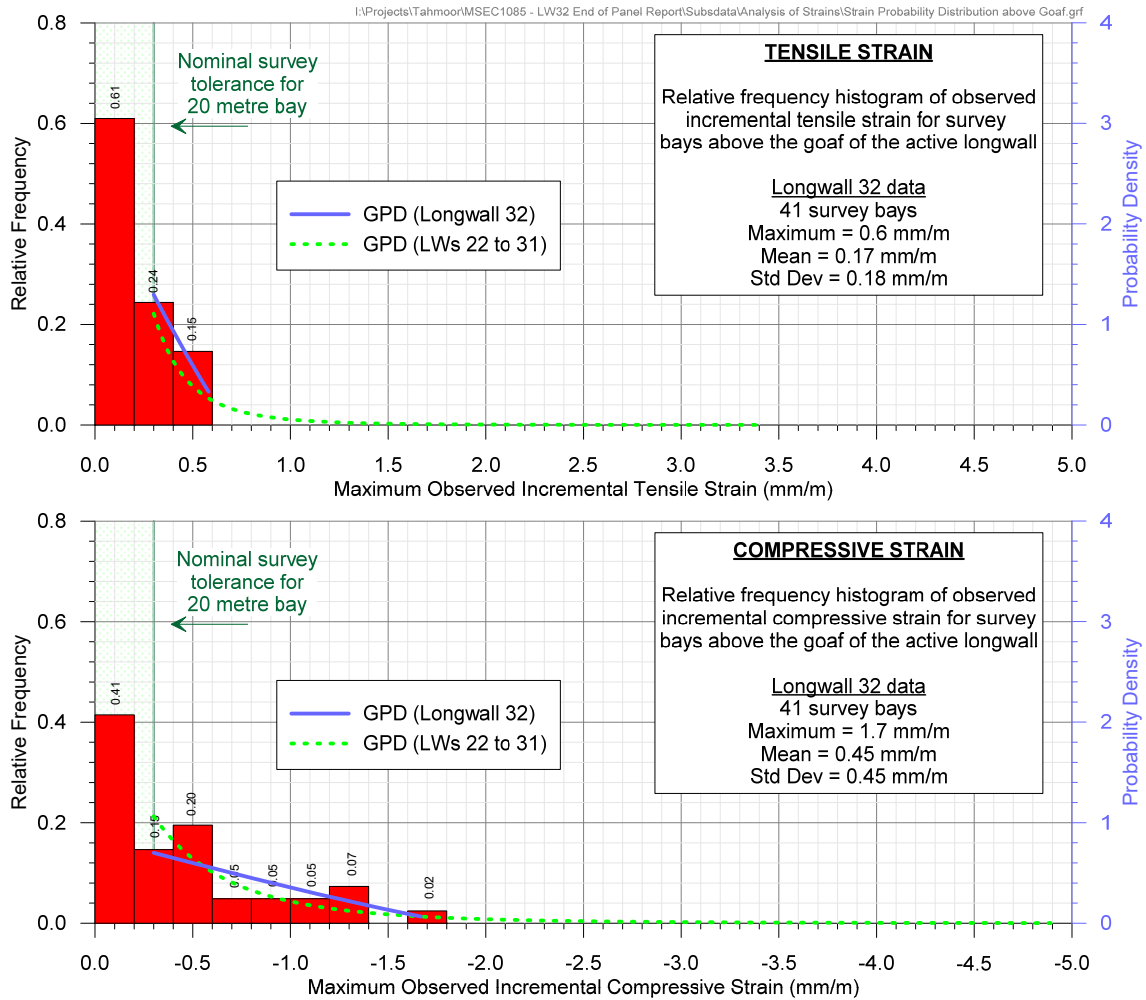 I:\Projects\Tahmoor\MSEC1085 - LW32 End of Panel Report\Subsdata\Analysis of Strains\Strain Probability Distribution above Goaf.grf
0.8
0.6
0.4
0.2
0.0
Relative Frequency
4
3
2
1
0
Probability Density
Nominal survey
tolerance for
20 metre bay
0.61
0.24
0.15
GPD (Longwall 32)
GPD (LWs 22 to 31)
TENSILE STRAIN
Relative frequency histogram of observed
incremental tensile strain for survey
bays above the goaf of the active longwall
Longwall 32 data
41 survey bays
Maximum = 0.6 mm/m
Mean = 0.17 mm/m
Std Dev = 0.18 mm/m
0.0 0.5 1.0 1.5 2.0 2.5 3.0 3.5 4.0 4.5 5.0
Maximum Observed Incremental Tensile Strain (mm/m)
0.8
0.6
0.4
0.2
0.0
Relative Frequency
4
3
2
1
0
Probability Density
Nominal survey
tolerance for
20 metre bay
0.41
0.15
0.20
0.05
0.05
0.05
0.07
0.02
GPD (Longwall 32)
GPD (LWs 22 to 31)
COMPRESSIVE STRAIN
Relative frequency histogram of observed
incremental compressive strain for survey
bays above the goaf of the active longwall
Longwall 32 data
41 survey bays
Maximum = 1.7 mm/m
Mean = 0.45 mm/m
Std Dev = 0.45 mm/m
0.0 -0.5 -1.0 -1.5 -2.0 -2.5 -3.0 -3.5 -4.0 -4.5 -5.0
Maximum Observed Incremental Compressive Strain (mm/m)